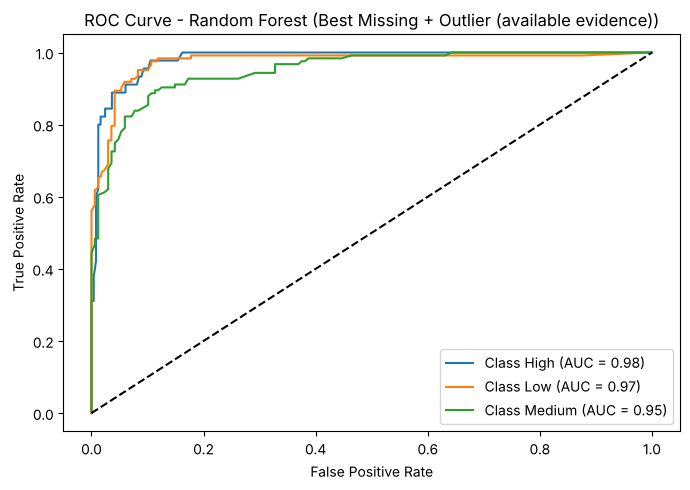 ROC Curve - Random Forest (Best Missing + Outlier (available evidence))
True Positive Rate
1.0
0.8
0.6
0.4
0.2
0.0
Class High (AUC = 0.98)
Class Low (AUC = 0.97)
Class Medium (AUC = 0.95)
0.0 0.2 0.4 0.6 0.8 1.0
False Positive Rate